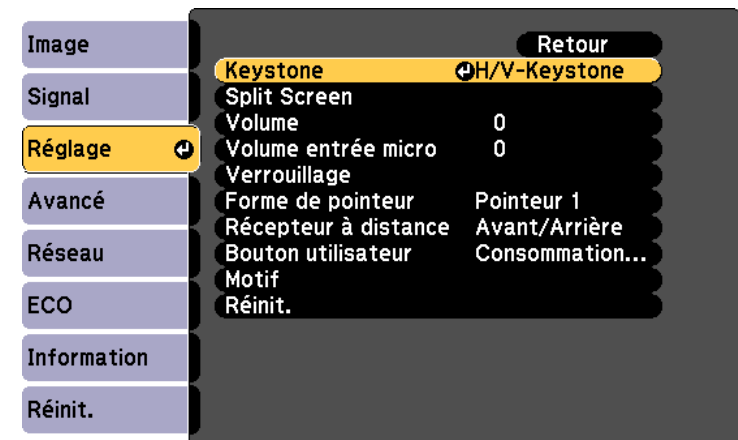 Image
Signal
Réglage
Avancé
Réseau
ECO
Information
Réinit.
Retour
Keystone H/V-Keystone
Split Screen
Volume 0
Volume entrée micro 0
Verrouillage
Forme de pointeur Pointeur 1
Récepteur à distance Avant/Arrière
Bouton utilisateur Consommation...
Motif
Réinit.